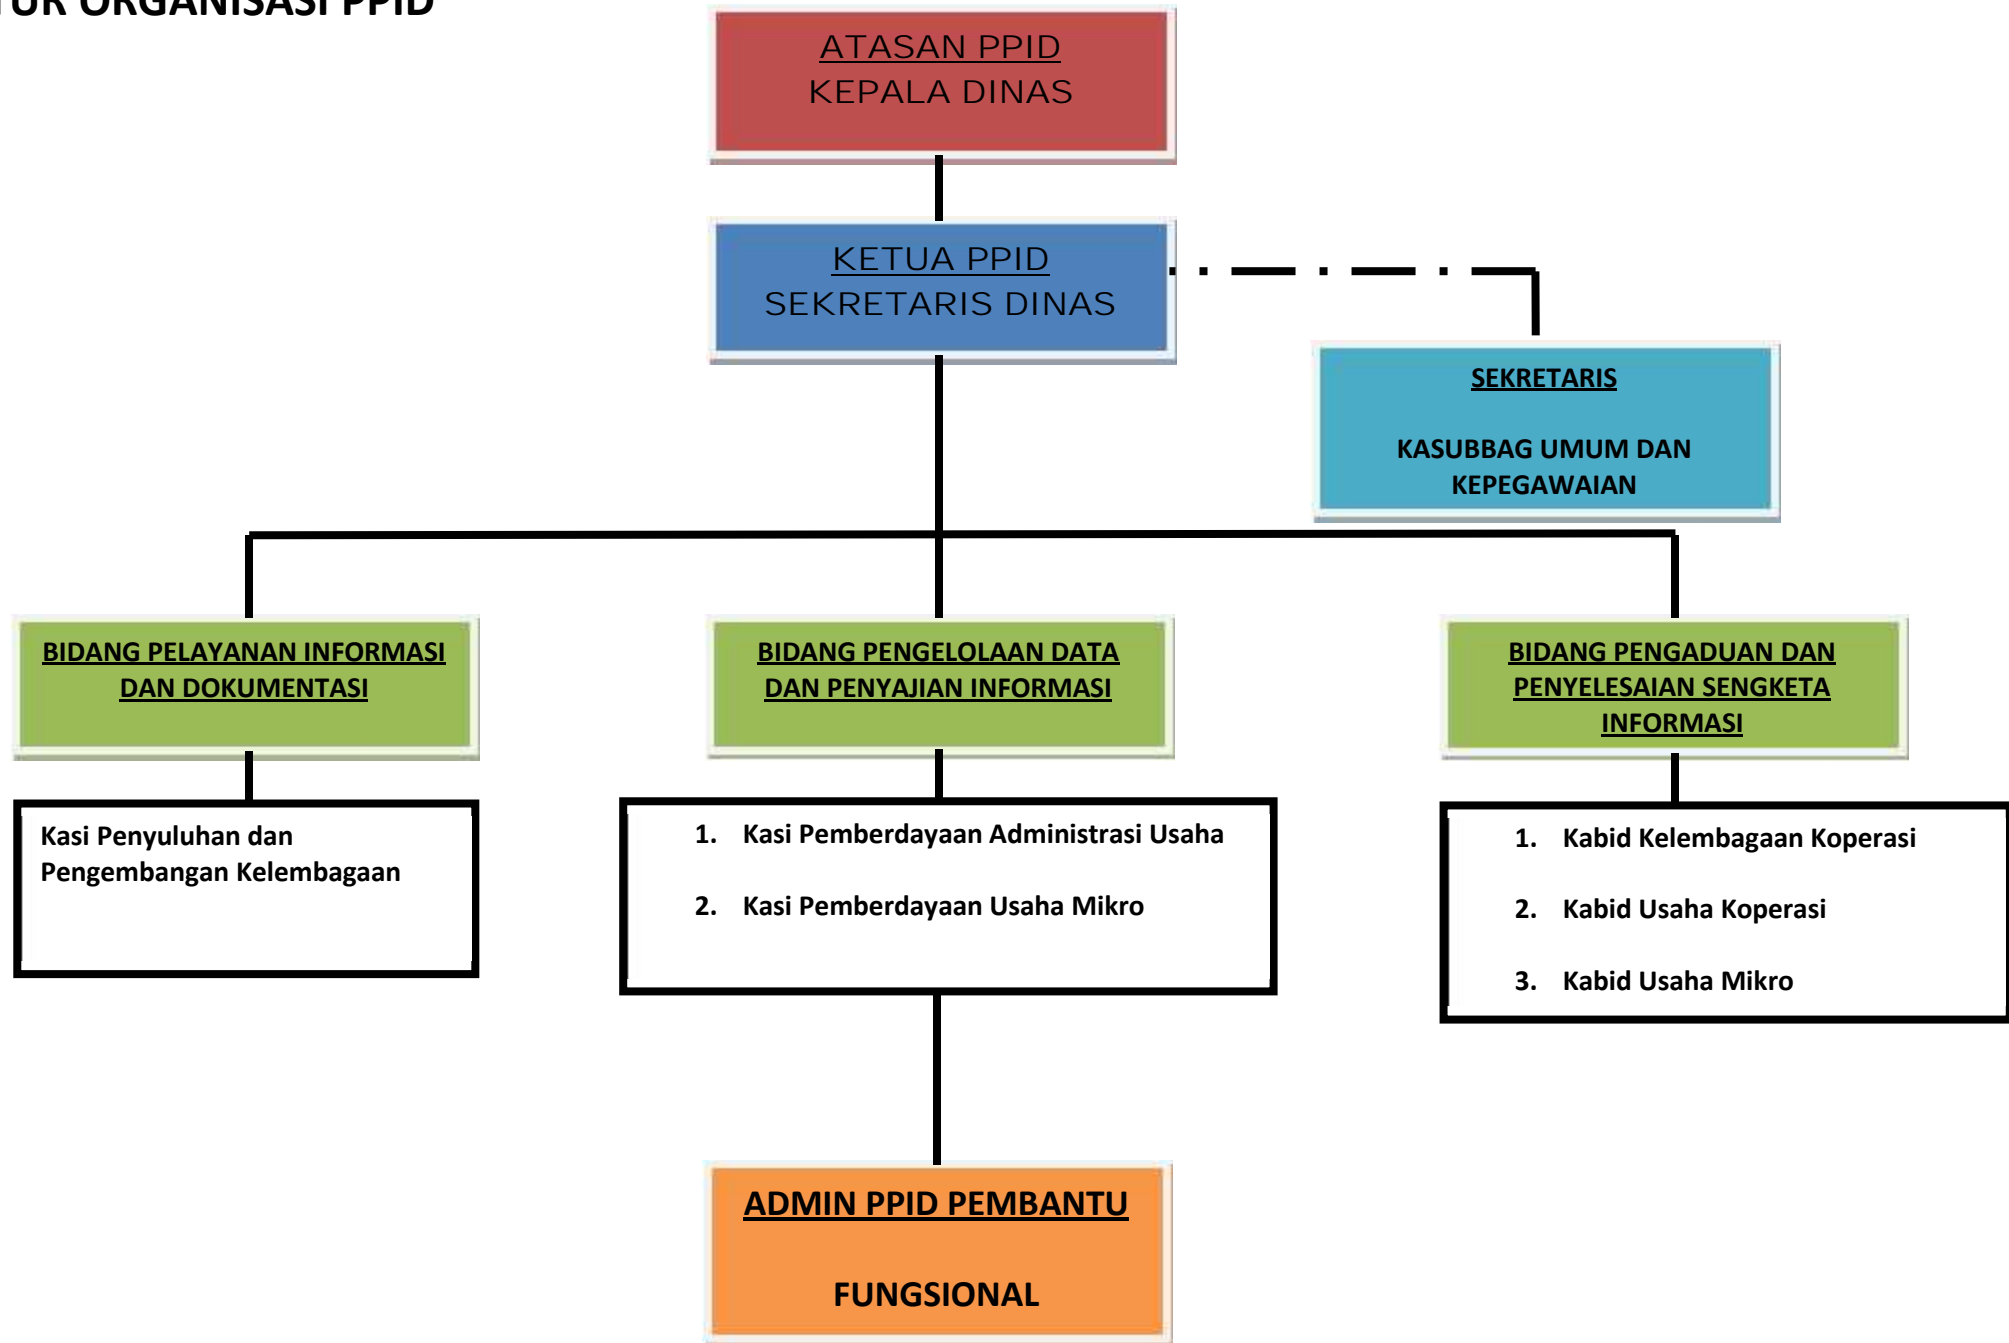 ORGANISASI PPID
ATASAN PPID
KEPALA DINAS
KETUA PPID
SEKRETARIS DINAS
SEKRETARIS
KASUBBAG UMUM DAN
KEPEGAWAIAN
BIDANG PELAYANAN INFORMASI
DAN DOKUMENTASI
BIDANG PENGELOLAAN DATA
DAN PENYAJIAN INFORMASI
BIDANG PENGADUAN DAN
PENYELESAIAN SENGKETA
INFORMASI
Kasi Penyuluhan dan
Pengembangan Kelembagaan
1. Kasi Pemberdayaan Administrasi Usaha
2. Kasi Pemberdayaan Usaha Mikro
1. Kabid Kelembagaan Koperasi
2. Kabid Usaha Koperasi
3. Kabid Usaha Mikro
ADMIN PPID PEMBANTU
FUNGSIONAL